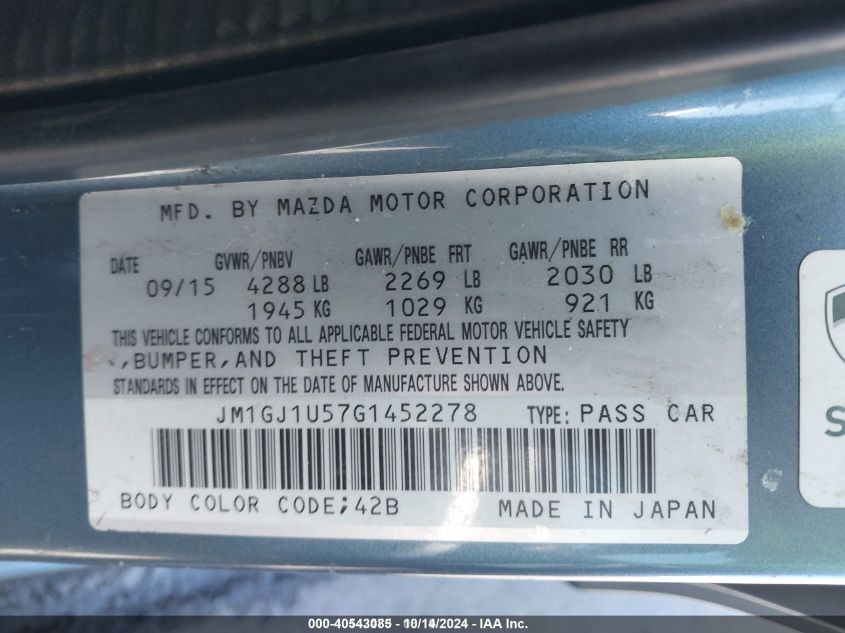 MFD. BY MAZDA MOTOR CORPORATION
DATE GVWR/PNBV GAWR/PNBE FRT GAWR/PNBE RR
09/15 4288 LB 2269 LB 2030 LB
1945 KG 1029 KG 921 KG
THIS VEHICLE CONFORMS TO ALL APPLICABLE FEDERAL MOTOR VEHICLE SAFETY
,BUMPER,AND THEFT PREVENTION
STANDARDS IN EFFECT ON THE DATE OF MANUFACTURE SHOWN ABOVE.
JM1GJ1U57G1452278 TYPE: PASS CAR
BODY COLOR CODE;42B MADE IN JAPAN
S
000-40543085 - 10/14/2024 - IAA Inc.